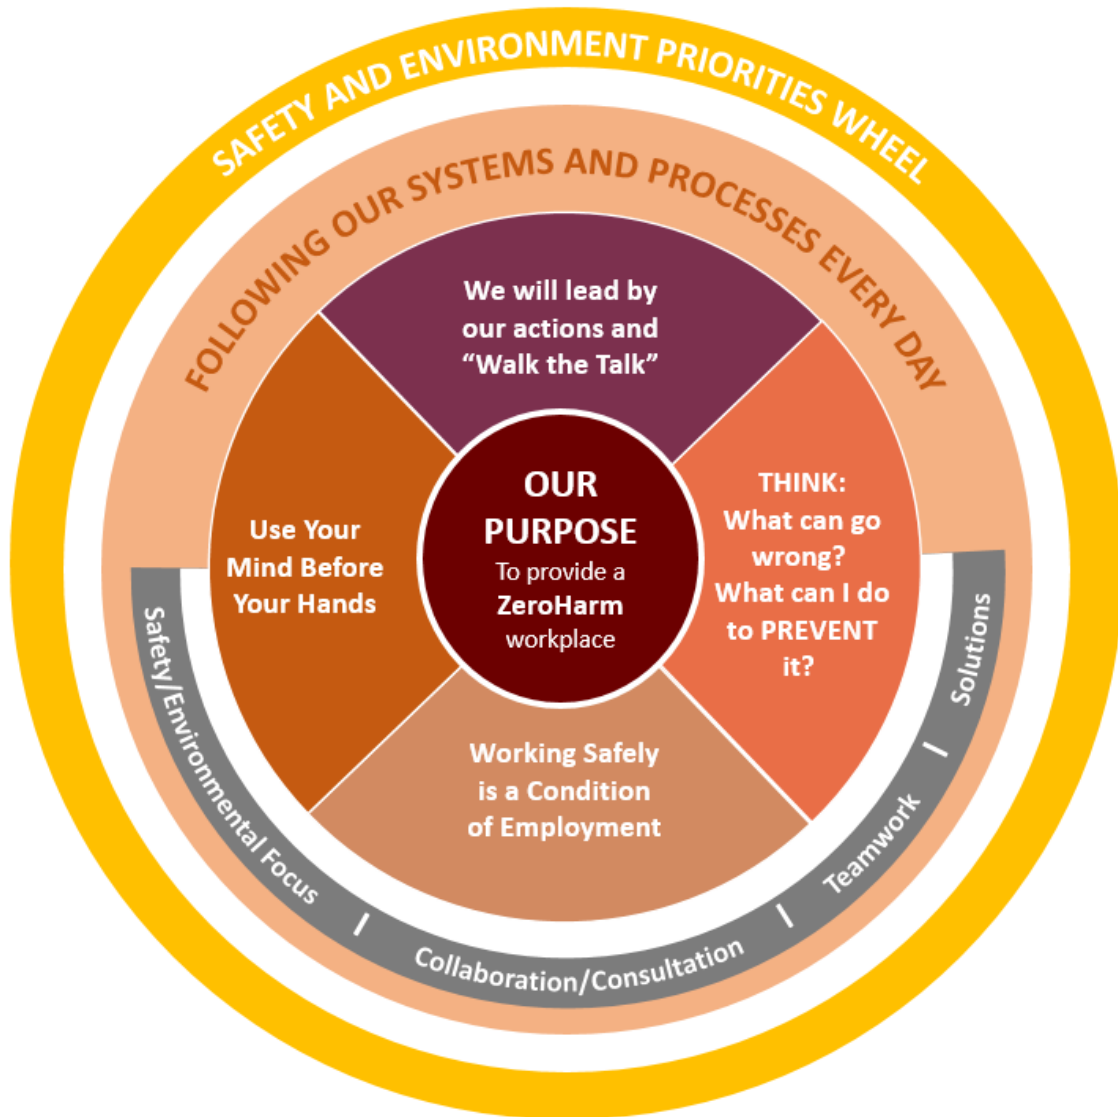 SAFETY AND ENVIRONMENT PRIORITIES WHEEL
FOLLOWING OUR SYSTEMS AND PROCESSES EVERY DAY
We will lead by
our actions and
“Walk the Talk”
Use Your
Mind Before
Your Hands
OUR
PURPOSE
To provide a
ZeroHarm
workplace
THINK:
What can go
wrong?
What can I do
to PREVENT
it?
Working Safely
is a Condition
of Employment
Safety/Environmental Focus | Collaboration/Consultation | Teamwork | Solutions